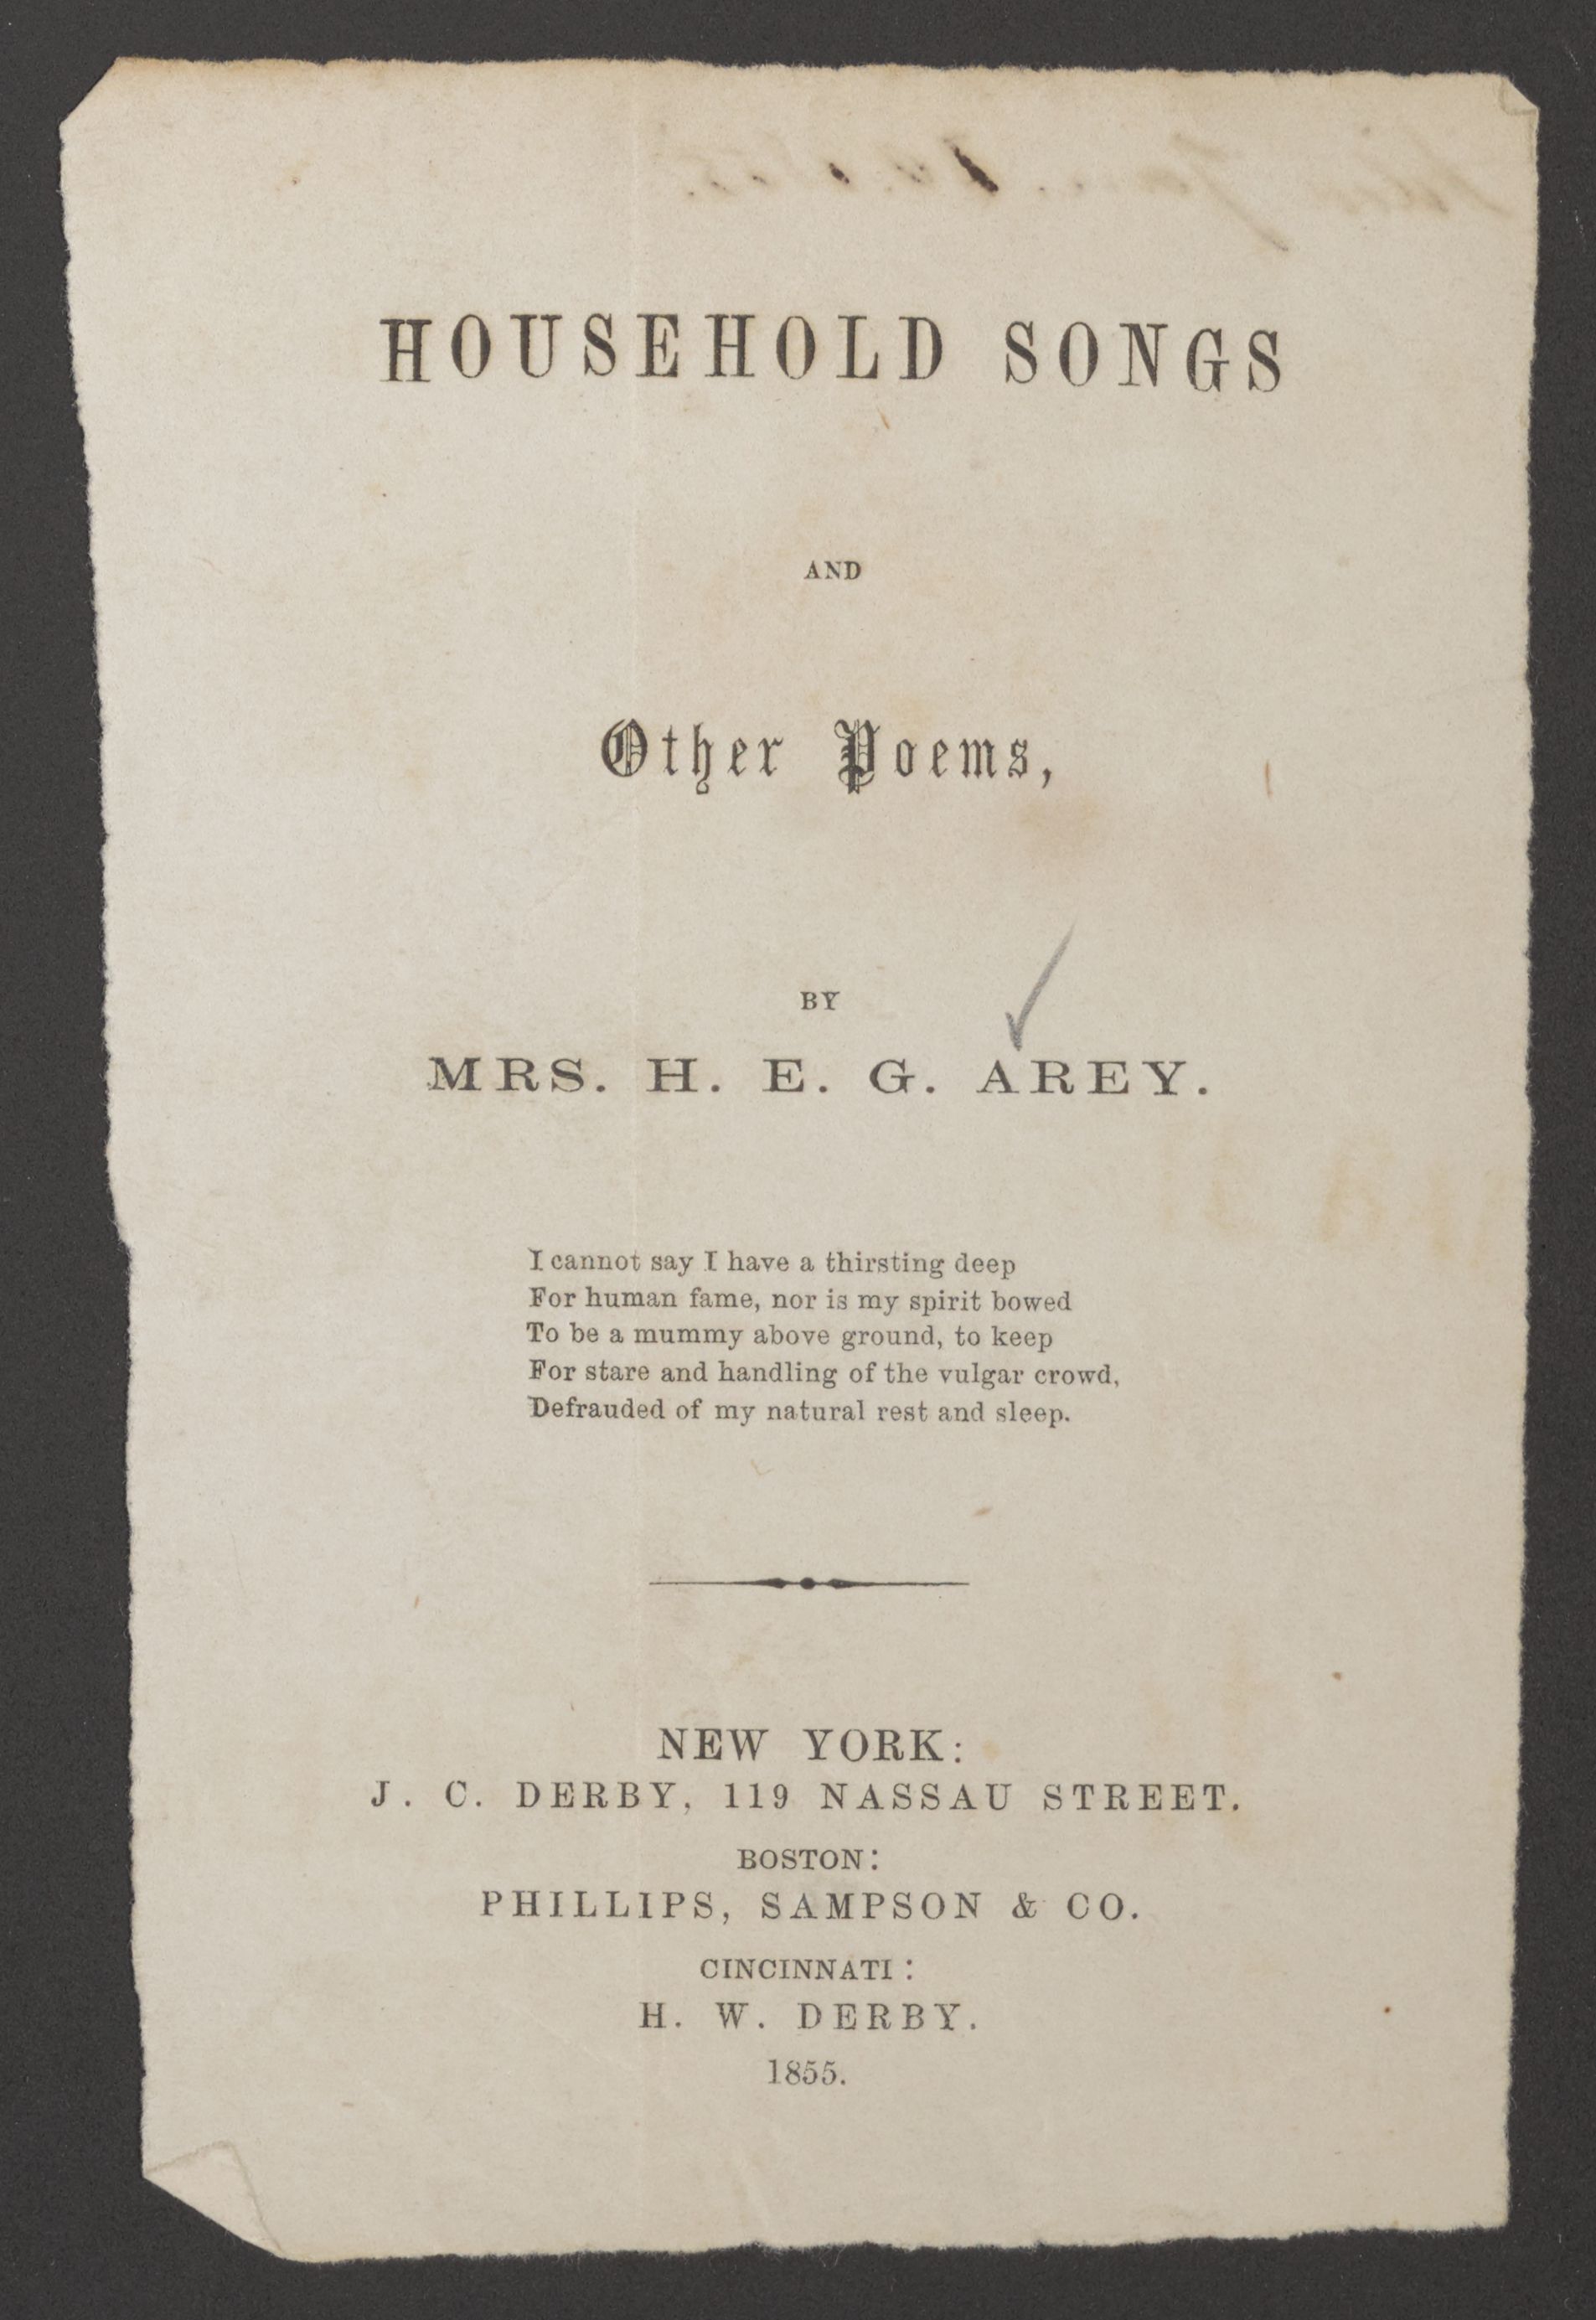 HOUSEHOLD SONGS
AND
Other Poems,
BY
MRS. H. E. G. AREY.
I cannot say I have a thirsting deep
For human fame, nor is my spirit bowed
To be a mummy above ground, to keep
For stare and handling of the vulgar crowd,
Defrauded of my natural rest and sleep.
NEW YORK:
J. C. DERBY, 119 NASSAU STREET.
BOSTON:
PHILLIPS, SAMPSON & CO.
CINCINNATI:
H. W. DERBY.
1855.